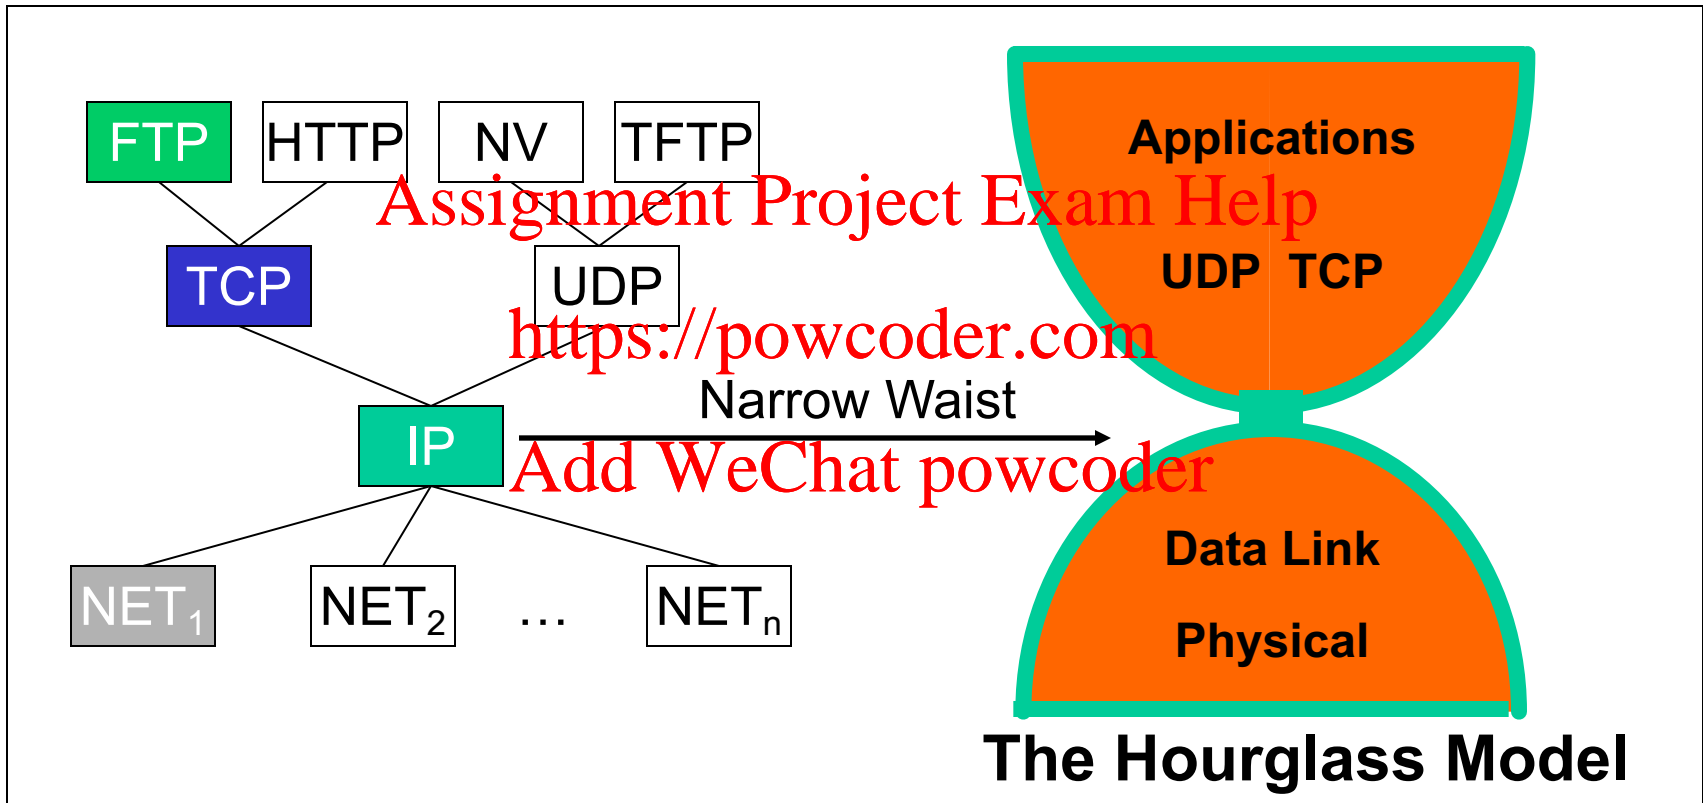 FTP HTTP NV TFTP
Applications
Assignment Project Exam Help
TCP UDP
UDP TCP
https://powcoder.com
Narrow Waist
IP
Add WeChat powcoder
Data Link
NET1 NET2 … NETn
Physical
The Hourglass Model